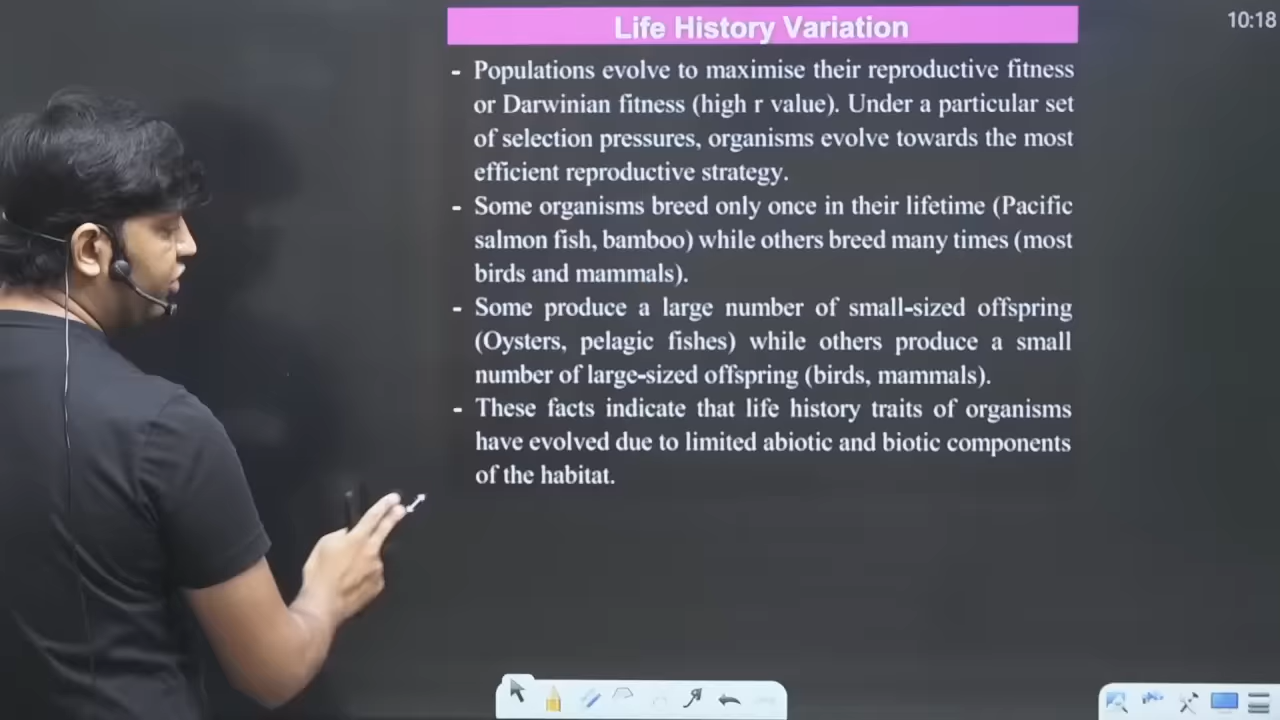 Life History Variation
10:18
- Populations evolve to maximise their reproductive fitness
or Darwinian fitness (high r value). Under a particular set
of selection pressures, organisms evolve towards the most
efficient reproductive strategy.
- Some organisms breed only once in their lifetime (Pacific
salmon fish, bamboo) while others breed many times (most
birds and mammals).
- Some produce a large number of small-sized offspring
(Oysters, pelagic fishes) while others produce a small
number of large-sized offspring (birds, mammals).
- These facts indicate that life history traits of organisms
have evolved due to limited abiotic and biotic components
of the habitat.